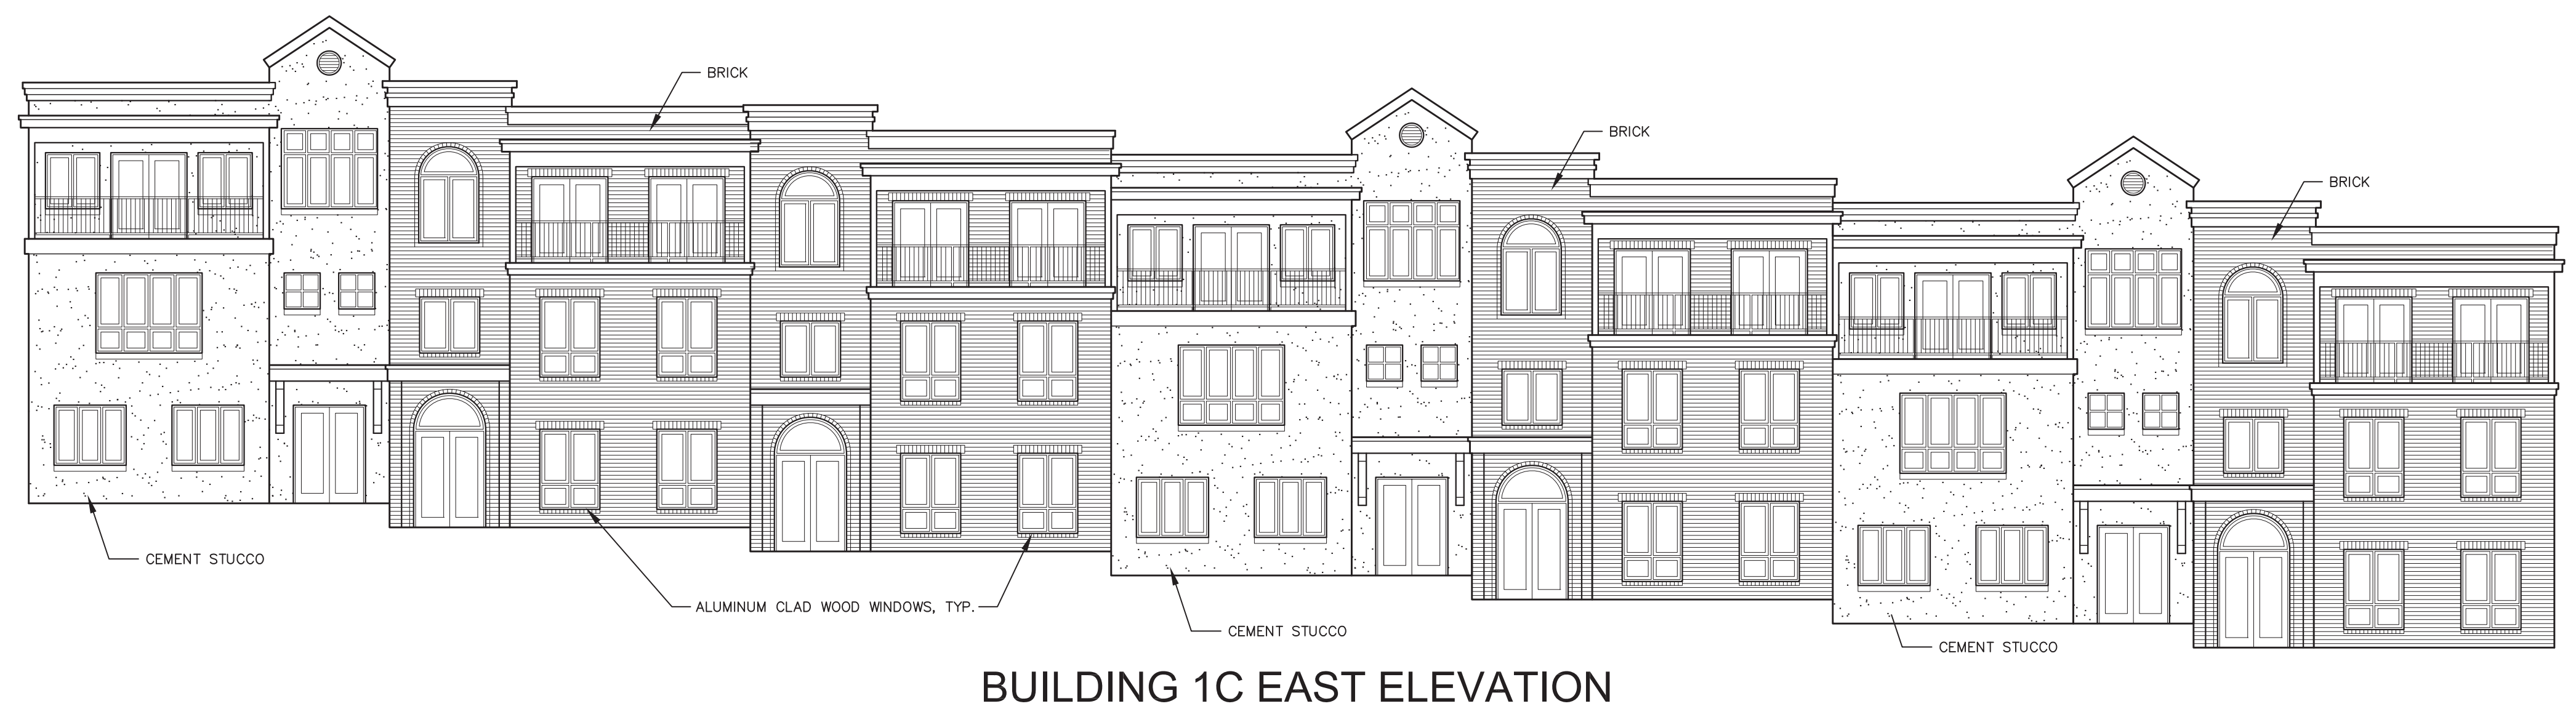 BRICK
BRICK
BRICK
CEMENT STUCCO
ALUMINUM CLAD WOOD WINDOWS, TYP.
CEMENT STUCCO
CEMENT STUCCO
BUILDING 1C EAST ELEVATION